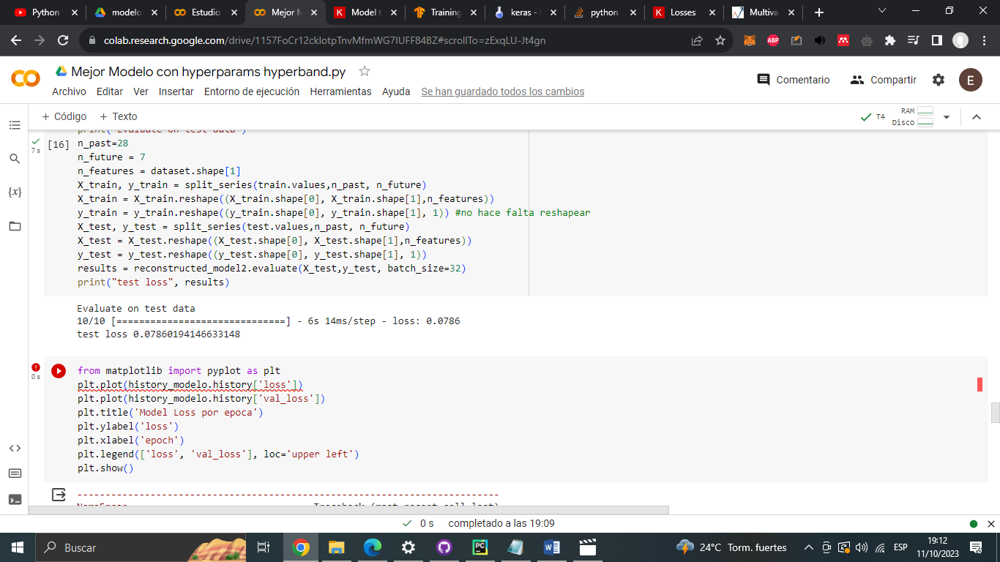 Python
modelo
Estudio
Mejor M
Model t
Training
keras -
python
Losses
Multiva
colab.research.google.com/drive/1157FoCr12ckIotpTnvMfmWG7IUFF84BZ#scrollTo=zExqLU-Jt4gn
ABP
Mejor Modelo con hyperparams hyperband.py
Comentario
Compartir
E
Archivo Editar Ver Insertar Entorno de ejecución Herramientas Ayuda Se han guardado todos los cambios
+ Código + Texto
T4
RAM
Disco
print("Evaluate on test data")
[16]
7 s
n_past=28
n_future = 7
n_features = dataset.shape[1]
X_train, y_train = split_series(train.values,n_past, n_future)
X_train = X_train.reshape((X_train.shape[0], X_train.shape[1],n_features))
y_train = y_train.reshape((y_train.shape[0], y_train.shape[1], 1)) #no hace falta reshapear
X_test, y_test = split_series(test.values,n_past, n_future)
X_test = X_test.reshape((X_test.shape[0], X_test.shape[1],n_features))
y_test = y_test.reshape((y_test.shape[0], y_test.shape[1], 1))
results = reconstructed_model2.evaluate(X_test,y_test, batch_size=32)
print("test loss", results)
Evaluate on test data
10/10 [==============================] - 6s 14ms/step - loss: 0.0786
test loss 0.07860194146633148
0 s
from matplotlib import pyplot as plt
plt.plot(history_modelo.history['loss'])
plt.plot(history_modelo.history['val_loss'])
plt.title('Model Loss por epoca')
plt.ylabel('loss')
plt.xlabel('epoch')
plt.legend(['loss', 'val_loss'], loc='upper left')
plt.show()
---------------------------------------------------------------------------
NameError Traceback (most recent call last)
0 s completado a las 19:09
Buscar
24°C Torm. fuertes
ESP
19:12
11/10/2023